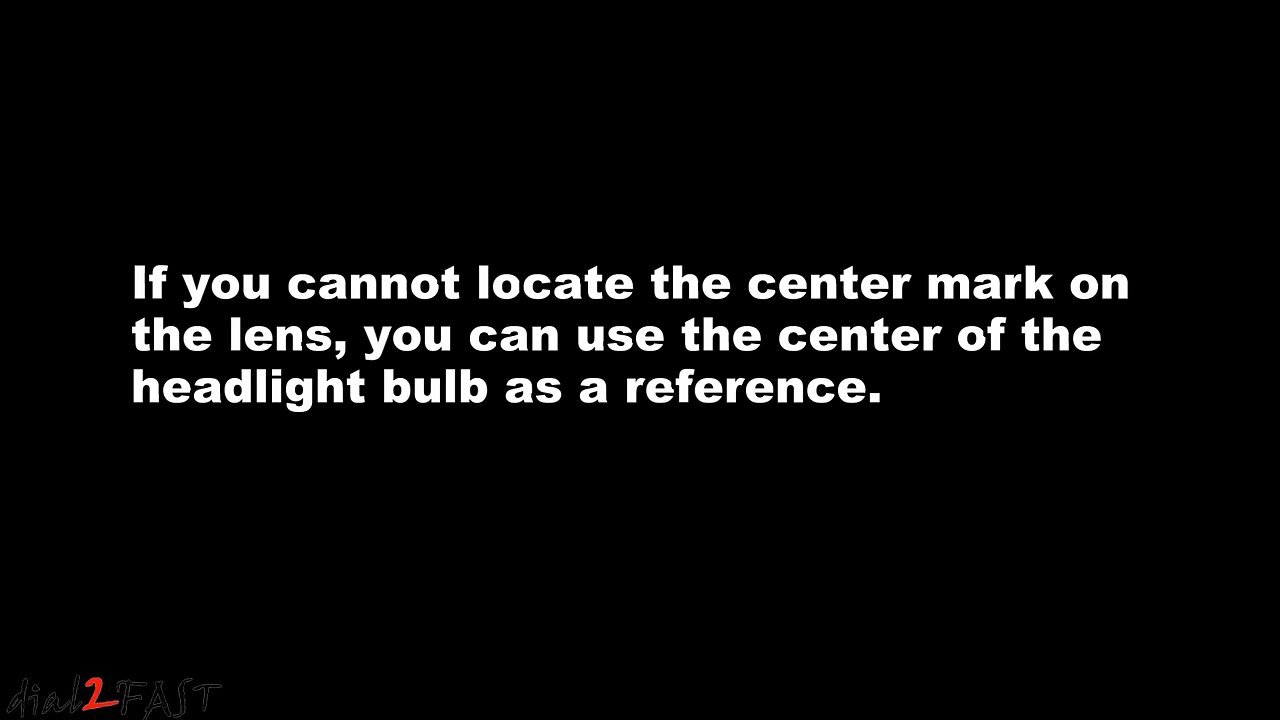 If you cannot locate the center mark on
the lens, you can use the center of the
headlight bulb as a reference.
dial2FAST